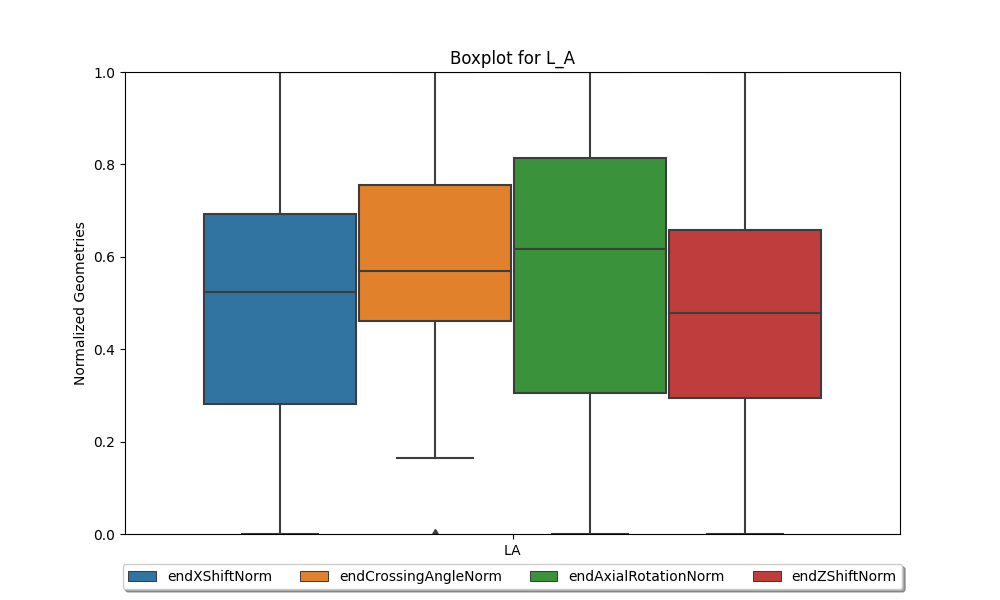 Boxplot for L_A
Normalized Geometries
1.0
0.8
0.6
0.4
0.2
0.0
LA
endXShiftNorm endCrossingAngleNorm endAxialRotationNorm endZShiftNorm